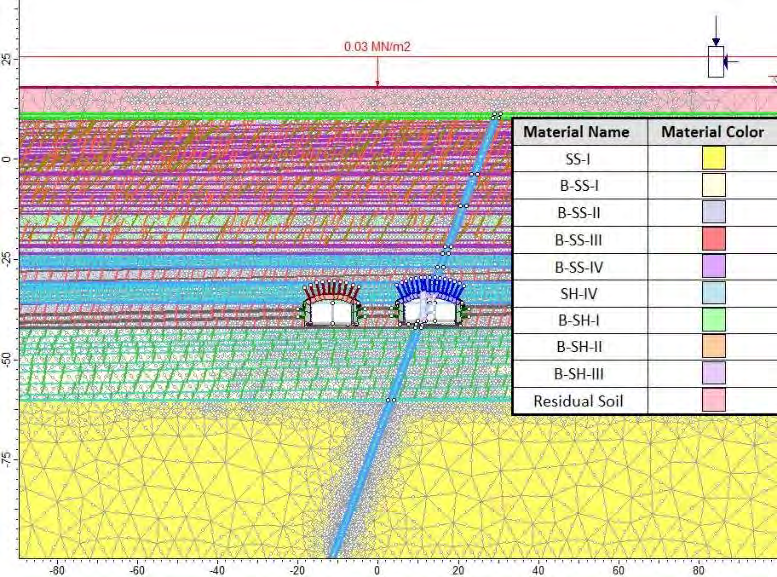 0.03 MN/m2
25
0
-25
-50
-75
Material Name Material Color
SS-I
B-SS-I
B-SS-II
B-SS-III
B-SS-IV
SH-IV
B-SH-I
B-SH-II
B-SH-III
Residual Soil
-80 -60 -40 -20 0 20 40 60 80